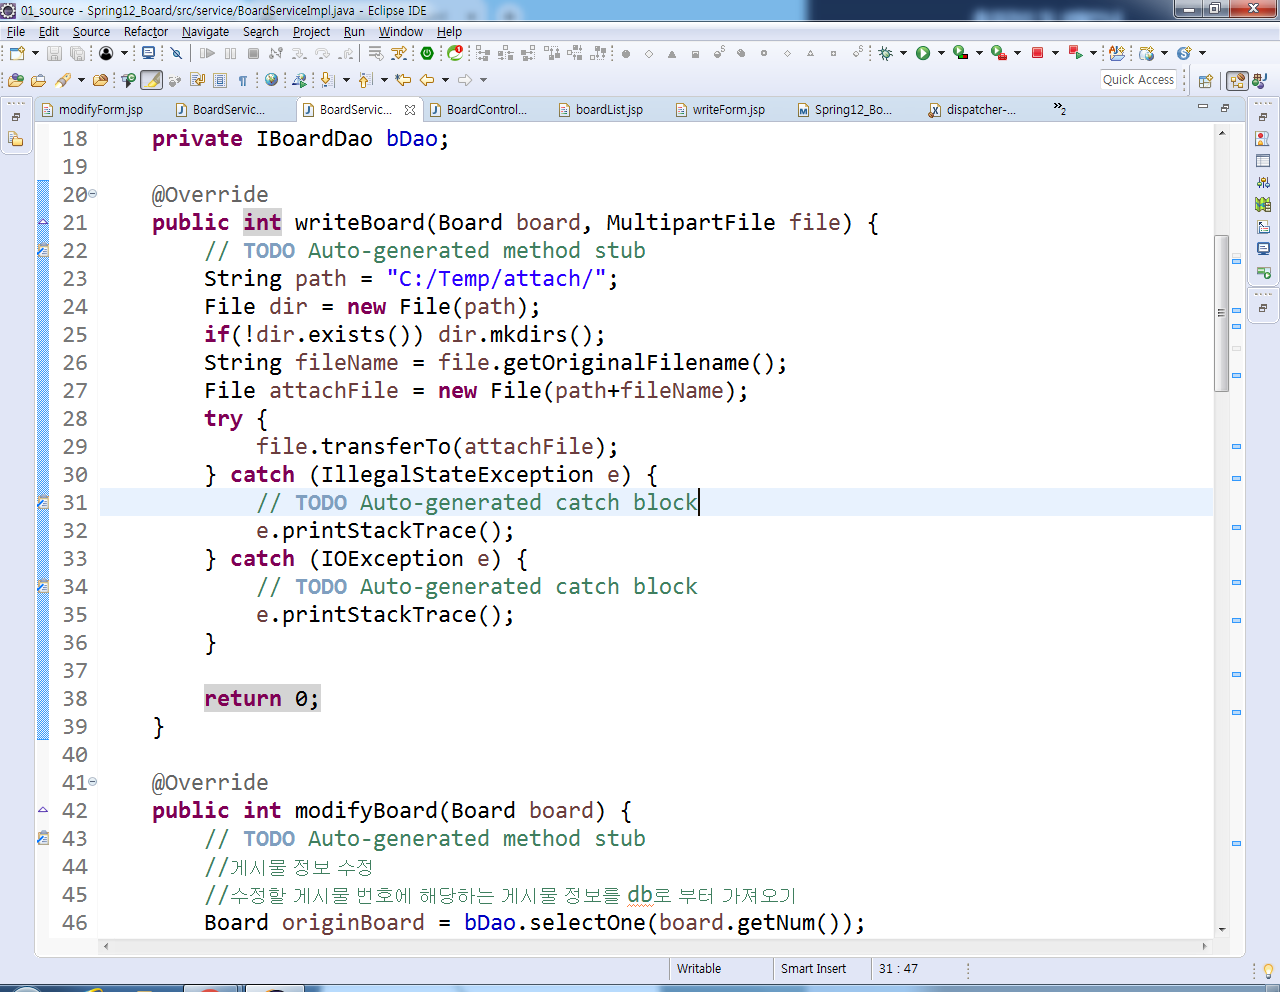 01_source - Spring12_Board/src/service/BoardServiceImpl.java - Eclipse IDE
File Edit Source Refactor Navigate Search Project Run Window Help
Quick Access
modifyForm.jsp BoardServic... BoardServic... BoardControl... boardList.jsp writeForm.jsp Spring12_Bo... dispatcher-... »2
18 private IBoardDao bDao;
19
20 @Override
21 public int writeBoard(Board board, MultipartFile file) {
22 // TODO Auto-generated method stub
23 String path = "C:/Temp/attach/";
24 File dir = new File(path);
25 if(!dir.exists()) dir.mkdirs();
26 String fileName = file.getOriginalFilename();
27 File attachFile = new File(path+fileName);
28 try {
29 file.transferTo(attachFile);
30 } catch (IllegalStateException e) {
31 // TODO Auto-generated catch block
32 e.printStackTrace();
33 } catch (IOException e) {
34 // TODO Auto-generated catch block
35 e.printStackTrace();
36 }
37
38 return 0;
39 }
40
41 @Override
42 public int modifyBoard(Board board) {
43 // TODO Auto-generated method stub
44 //게시물 정보 수정
45 //수정할 게시물 번호에 해당하는 게시물 정보를 db로 부터 가져오기
46 Board originBoard = bDao.selectOne(board.getNum());
Writable Smart Insert 31 : 47